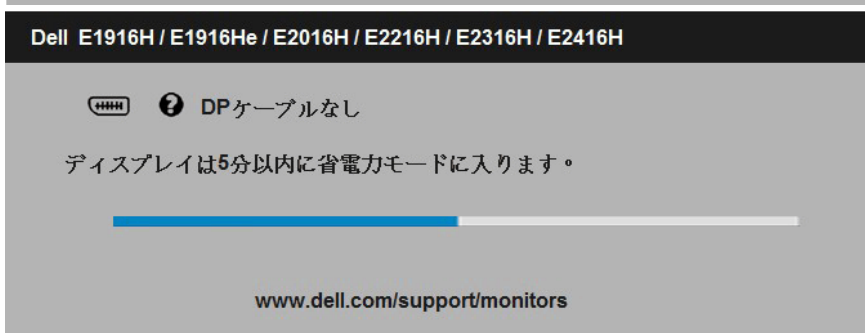 Dell E1916H / E1916He / E2016H / E2216H / E2316H / E2416H
? DPケーブルなし
ディスプレイは5分以内に省電力モードに入ります。
www.dell.com/support/monitors